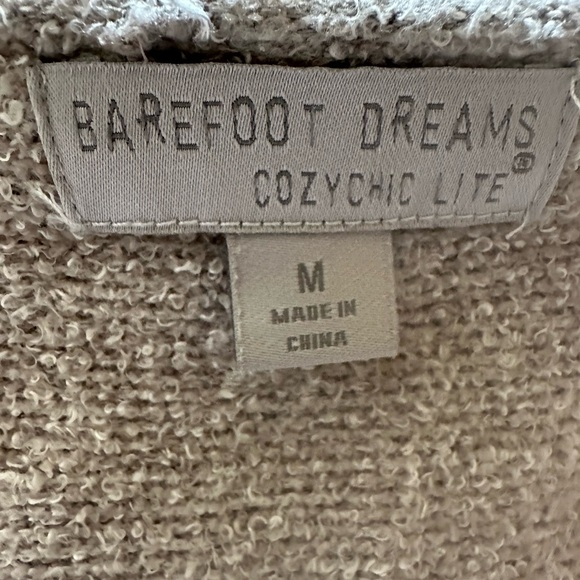 BAREFOOT DREAMS
COZYCHIC LITE®
M
MADE IN
CHINA